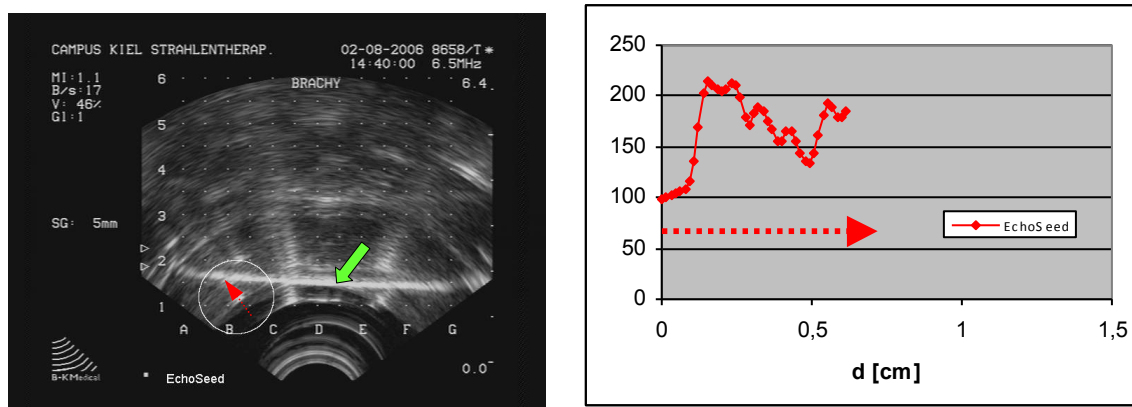 CAMPUS KIEL STRAHLENTHERAP.
02-08-2006 8658/T*
14:40:00 6.5MHz
MI:1.1
B/s:17
V: 46%
GI:1
6
BRACHY
6.4
5
4
SG: 5mm
3
2
1
A B C D E F G
0.0
B-K Medical
EchoSeed
250
200
150
100
50
0
EchoSeed
0 0,5 1 1,5
d [cm]